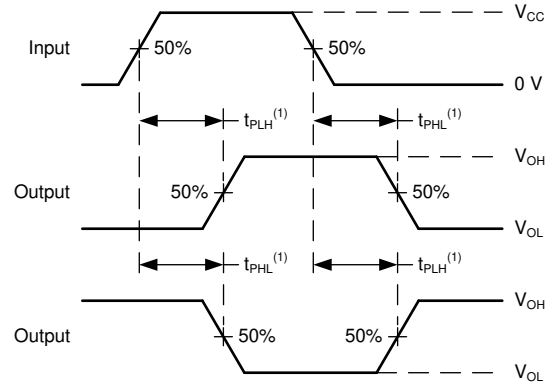 V_CC
Input 50% 50%
0 V
t_PLH^(1) t_PHL^(1)
V_OH
Output 50% 50%
V_OL
t_PHL^(1) t_PLH^(1)
V_OH
Output 50% 50%
V_OL